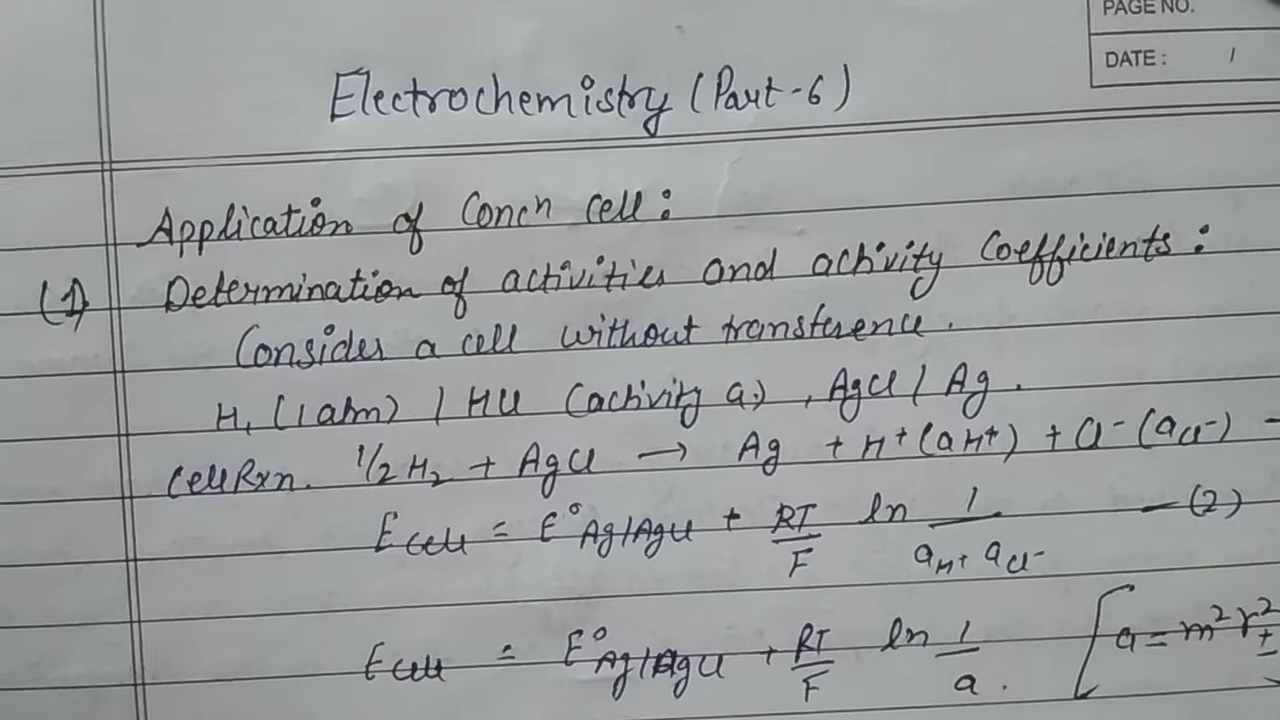 PAGE NO.
DATE: /
Electrochemistry (Part-6)
Application of Concn cell:
(1) Determination of activities and activity coefficients:
Consider a cell without transference.
H₂ (1 atm) / HCl (activity a), AgCl / Ag.
Cell Rxn. 1/2 H₂ + AgCl → Ag + H⁺ (aH⁺) + Cl⁻ (aCl⁻) -
Ecell = E° Ag/AgCl + RT/F ln 1/aH⁺ aCl⁻ - (2)
Ecell = E° Ag/AgCl + RT/F ln 1/a. [a = m²γ²±